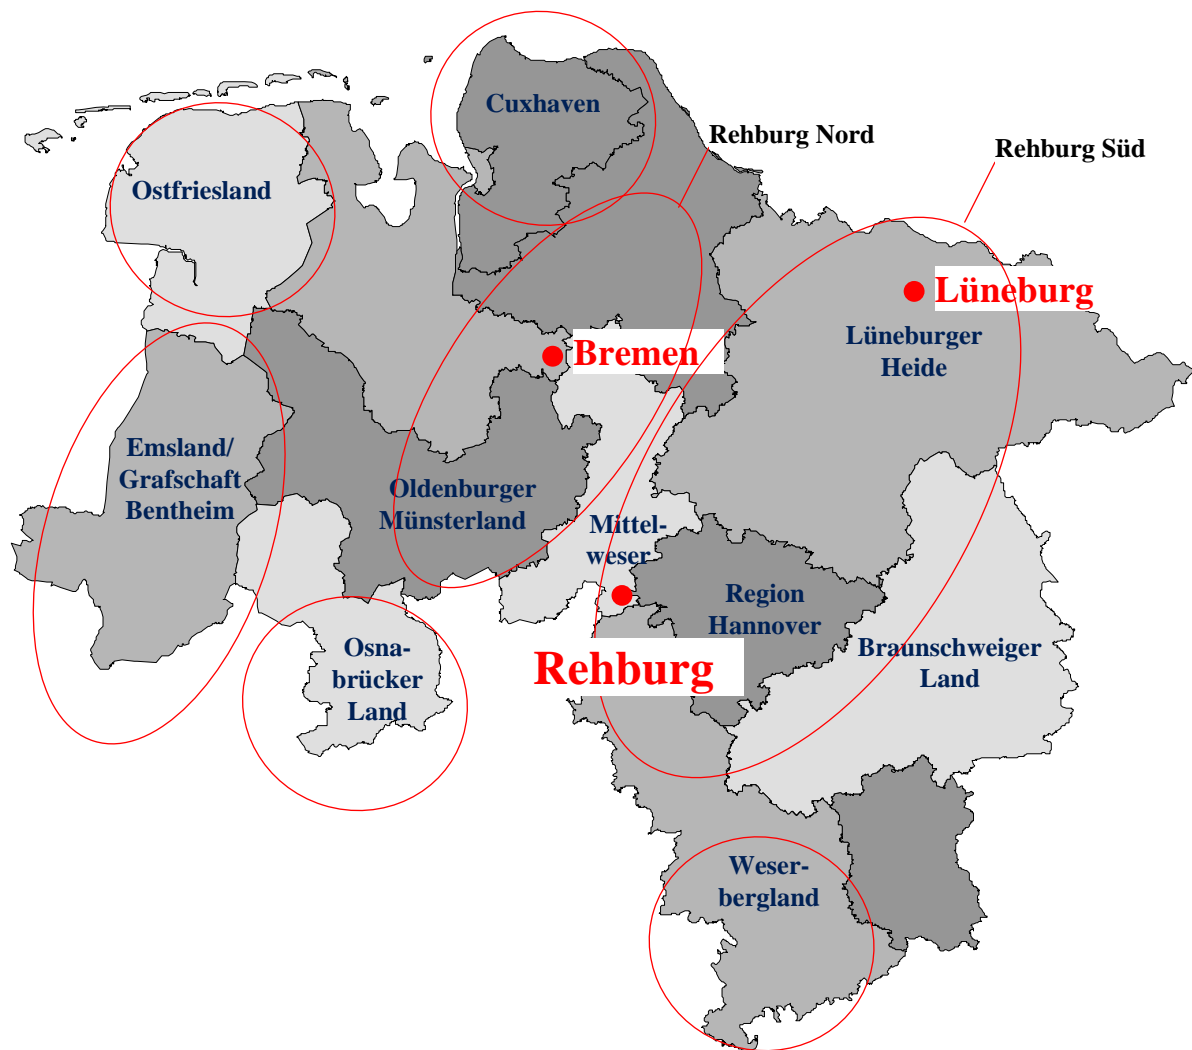 Cuxhaven
Rehburg Nord
Rehburg Süd
Ostfriesland
Lüneburg
Lüneburger
Heide
Bremen
Emsland/
Grafschaft
Bentheim
Oldenburger
Münsterland
Mittel-
weser
Region
Hannover
Rehburg
Osna-
brücker
Land
Braunschweiger
Land
Weser-
bergland